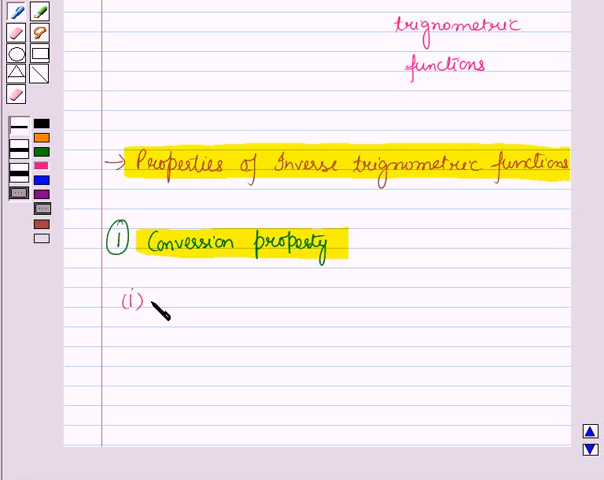 trignometric
functions
→ Properties of Inverse trignometric functions
① Conversion property
(i)